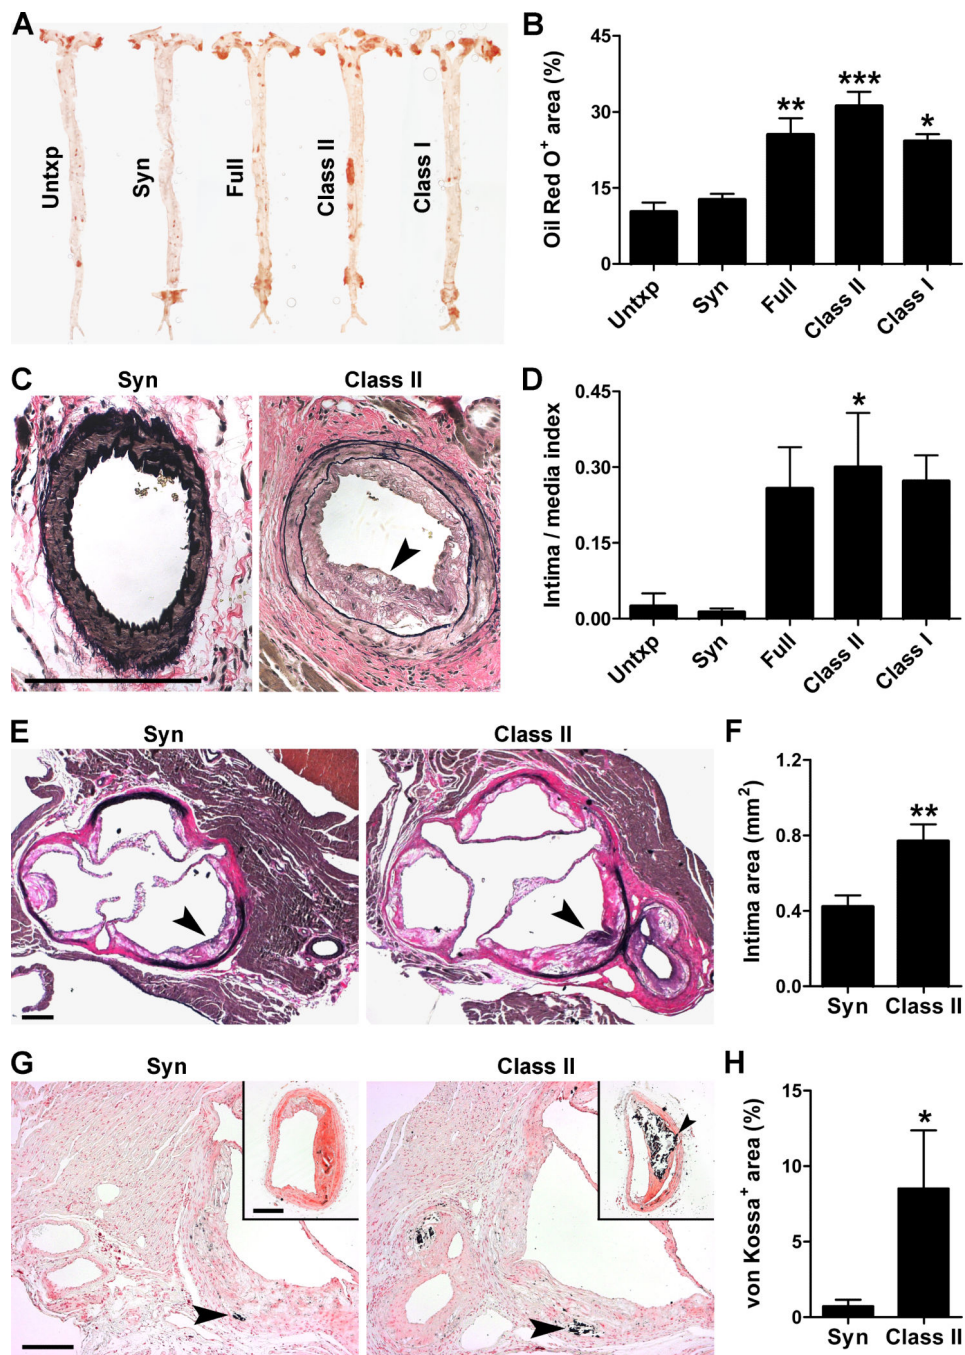 A
Untxp
Syn
Full
Class II
Class I
B
Oil Red O+ area (%)
45
30
15
0
**
***
*
Untxp
Syn
Full
Class II
Class I
C
Syn
Class II
D
Intima / media index
0.45
0.30
0.15
0.00
*
Untxp
Syn
Full
Class II
Class I
E
Syn
Class II
F
Intima area (mm²)
1.2
0.8
0.4
0.0
**
Syn
Class II
G
Syn
Class II
H
von Kossa+ area (%)
15
10
5
0
*
Syn
Class II